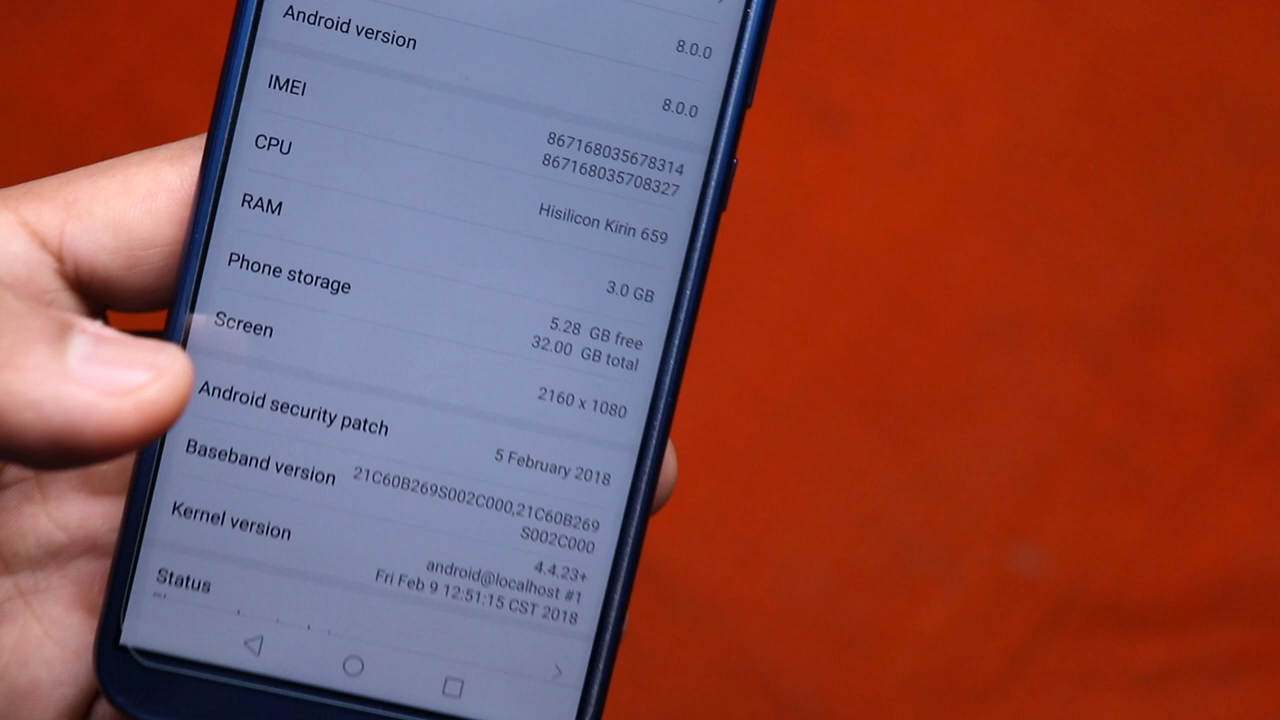 8.0.0
Android version
8.0.0
IMEI
867168035678314
867168035708327
CPU
Hisilicon Kirin 659
RAM
3.0 GB
Phone storage
5.28 GB free
32.00 GB total
Screen
2160 x 1080
Android security patch
5 February 2018
Baseband version
21C60B269S002C000,21C60B269
S002C000
Kernel version
4.4.23+
android@localhost #1
Fri Feb 9 12:51:15 CST 2018
Status